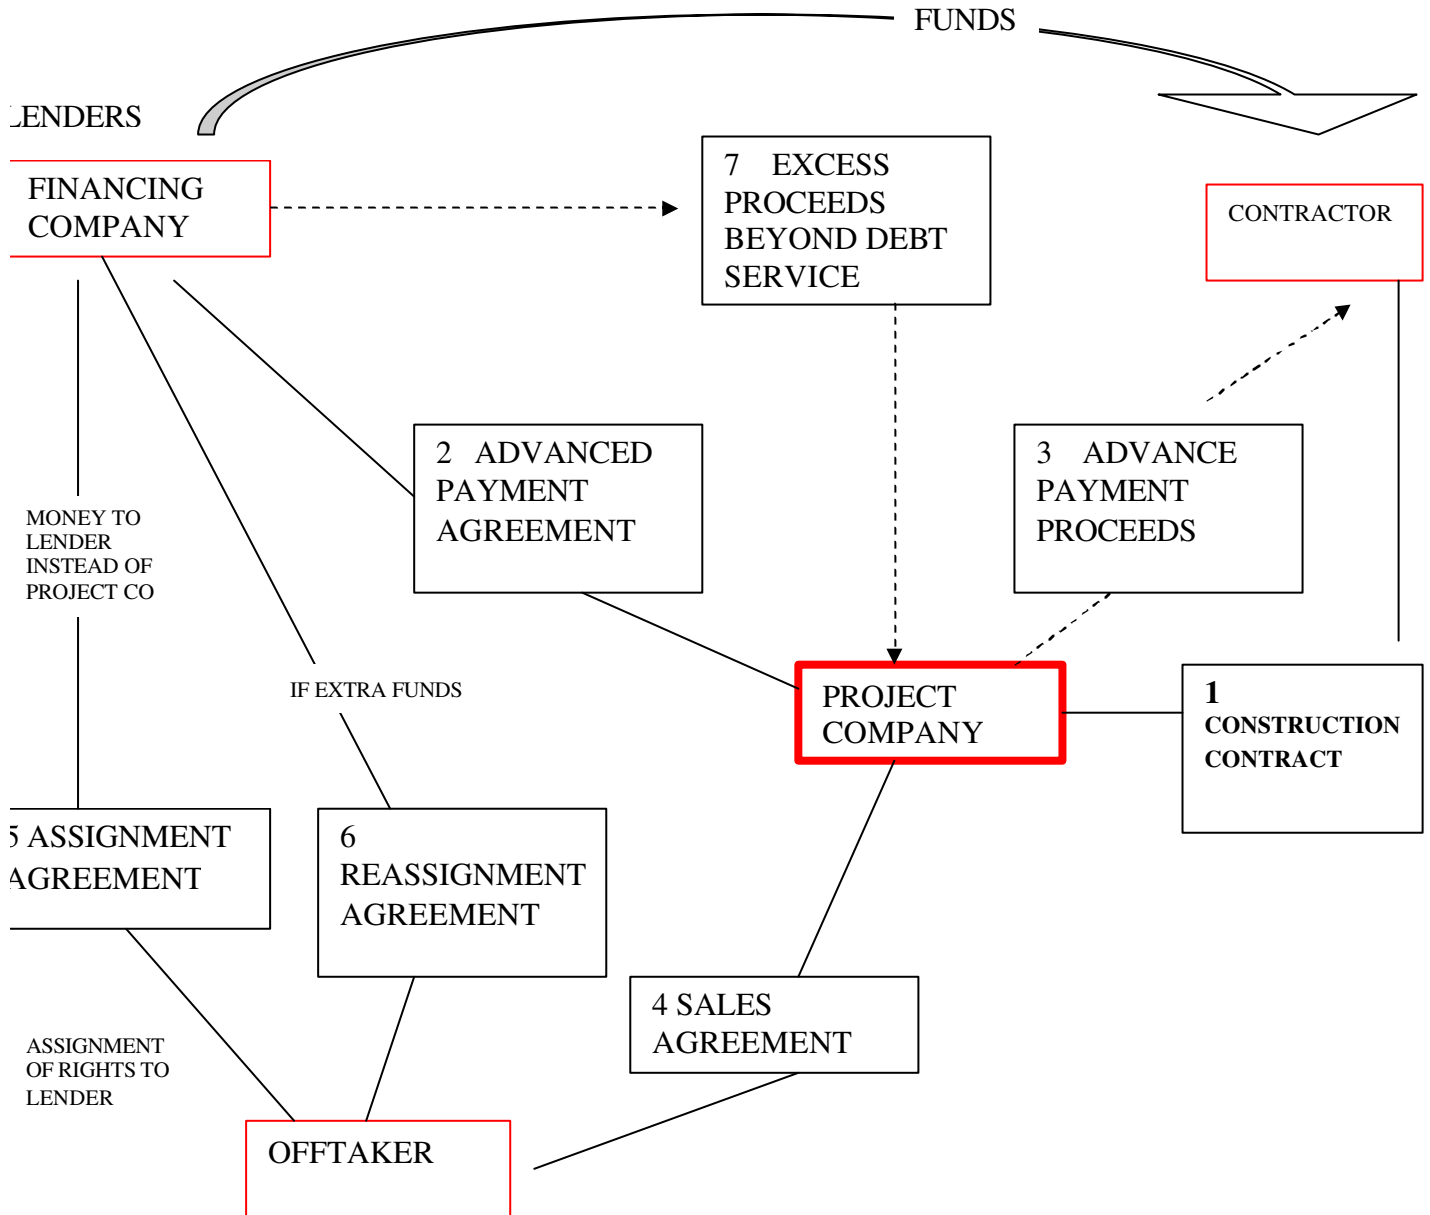 FUNDS
LENDERS
FINANCING
COMPANY
7 EXCESS
PROCEEDS
BEYOND DEBT
SERVICE
CONTRACTOR
2 ADVANCED
PAYMENT
AGREEMENT
3 ADVANCE
PAYMENT
PROCEEDS
MONEY TO
LENDER
INSTEAD OF
PROJECT CO
IF EXTRA FUNDS
PROJECT
COMPANY
1
CONSTRUCTION
CONTRACT
5 ASSIGNMENT
AGREEMENT
6
REASSIGNMENT
AGREEMENT
4 SALES
AGREEMENT
ASSIGNMENT
OF RIGHTS TO
LENDER
OFFTAKER